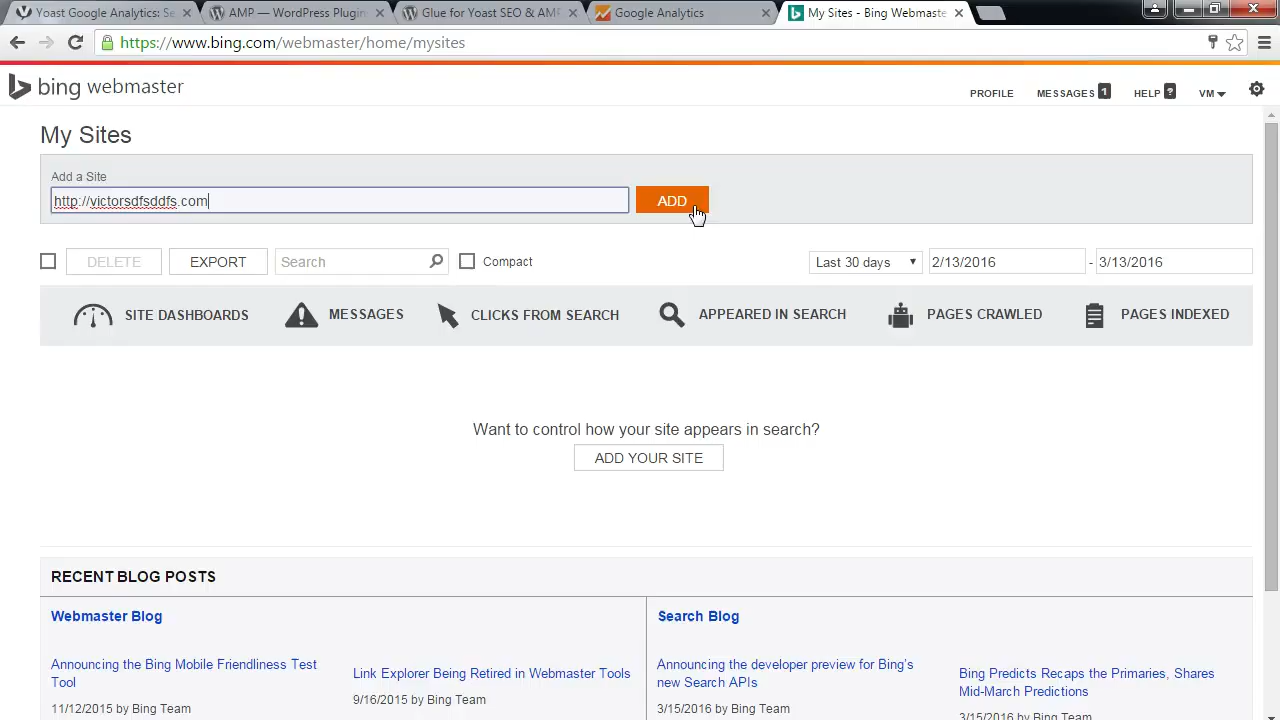 Yoast Google Analytics: Se
AMP — WordPress Plugin
Glue for Yoast SEO & AMP
Google Analytics
My Sites - Bing Webmaste
https://www.bing.com/webmaster/home/mysites
bing webmaster
PROFILE
MESSAGES 1
HELP ?
VM
My Sites
Add a Site
http://victorsdfsddfs.com
ADD
DELETE
EXPORT
Search
Compact
Last 30 days
2/13/2016
- 3/13/2016
SITE DASHBOARDS
MESSAGES
CLICKS FROM SEARCH
APPEARED IN SEARCH
PAGES CRAWLED
PAGES INDEXED
Want to control how your site appears in search?
ADD YOUR SITE
RECENT BLOG POSTS
Webmaster Blog
Announcing the Bing Mobile Friendliness Test
Tool
11/12/2015 by Bing Team
Link Explorer Being Retired in Webmaster Tools
9/16/2015 by Bing Team
Search Blog
Announcing the developer preview for Bing's
new Search APIs
3/15/2016 by Bing Team
Bing Predicts Recaps the Primaries, Shares
Mid-March Predictions
3/15/2016 by Bing Team